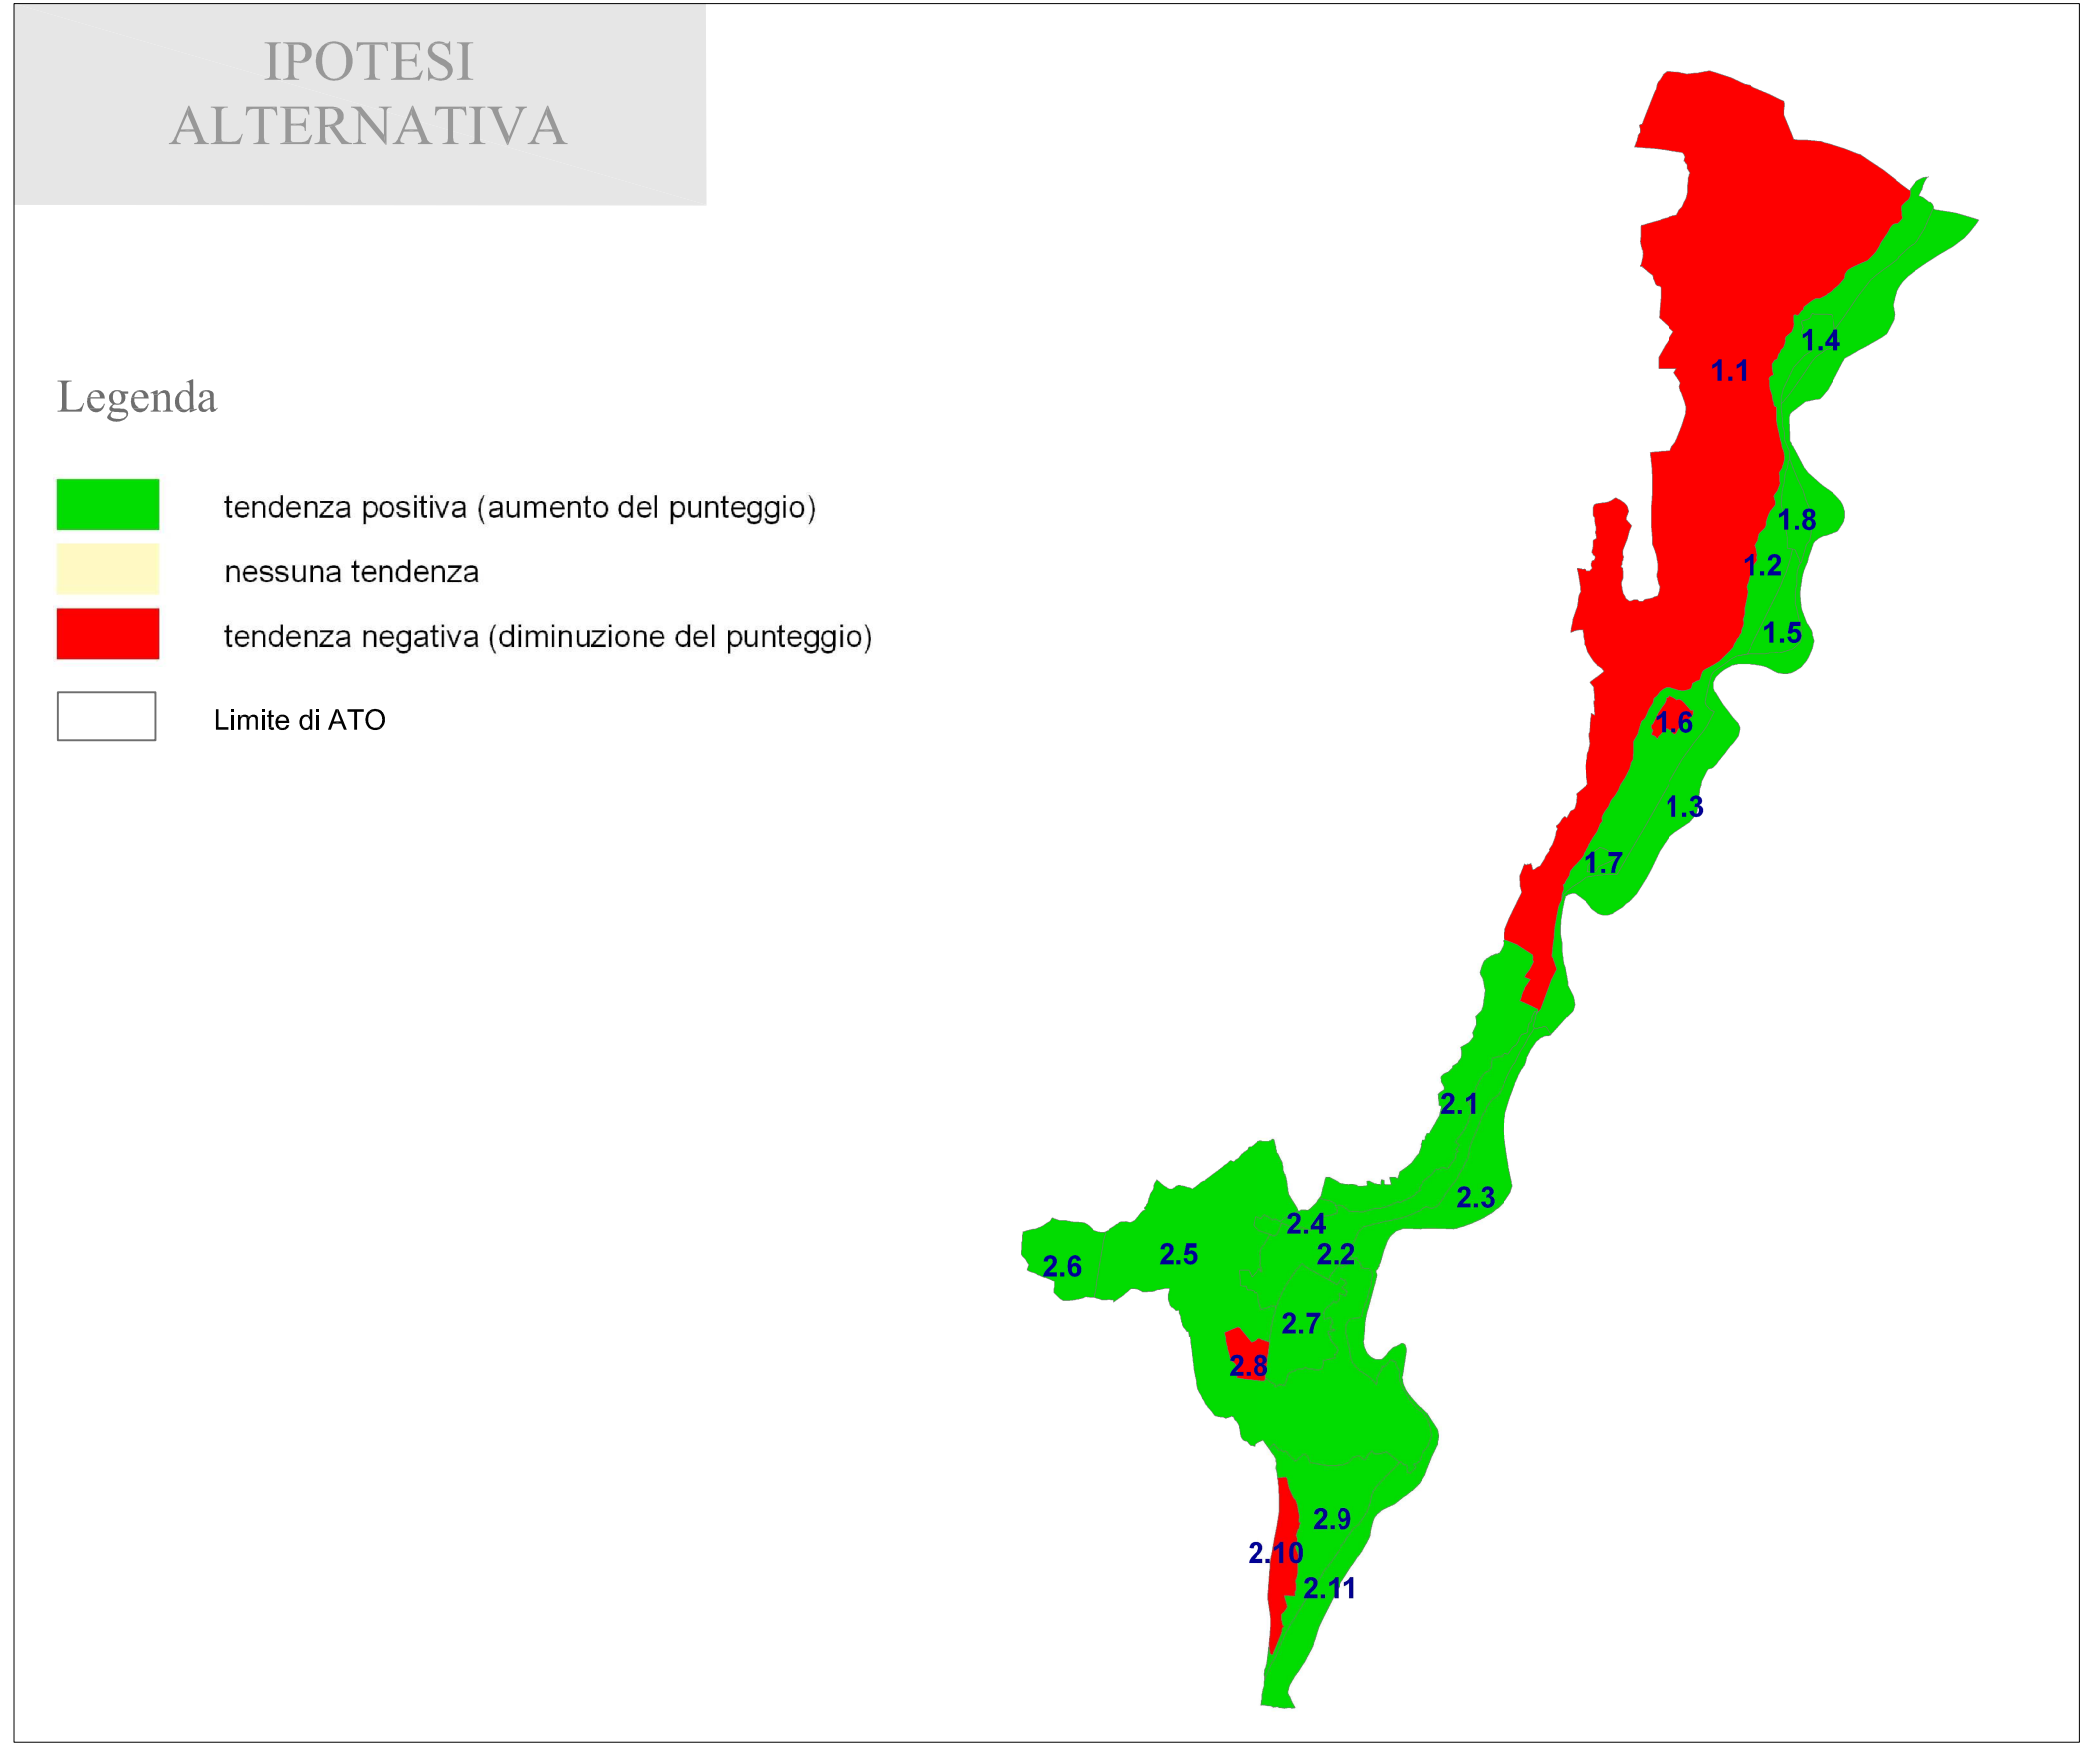 IPOTESI
ALTERNATIVA
Legenda
tendenza positiva (aumento del punteggio)
nessuna tendenza
tendenza negativa (diminuzione del punteggio)
Limite di ATO
1.4
1.1
1.8
1.2
1.5
1.6
1.3
1.7
2.1
2.3
2.4
2.2
2.5
2.6
2.7
2.8
2.9
2.10
2.11